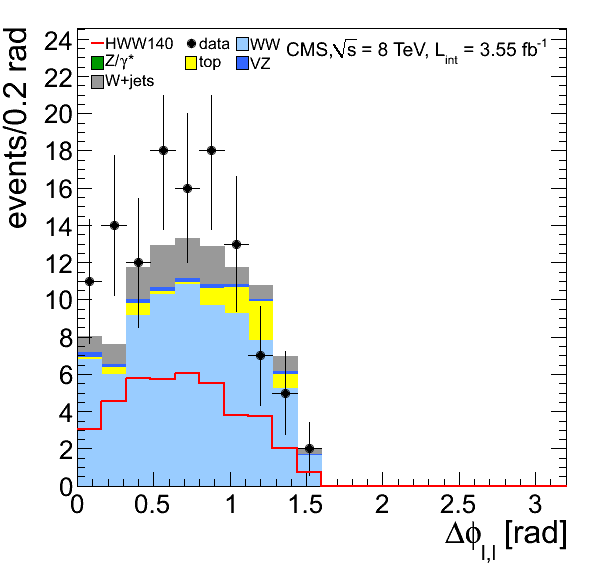 events/0.2 rad
24
22
20
18
16
14
12
10
8
6
4
2
0
HWW140 data WW
Z/γ* top VZ
W+jets
CMS,√s = 8 TeV, L_int = 3.55 fb⁻¹
0 0.5 1 1.5 2 2.5 3
Δϕ_l,l [rad]